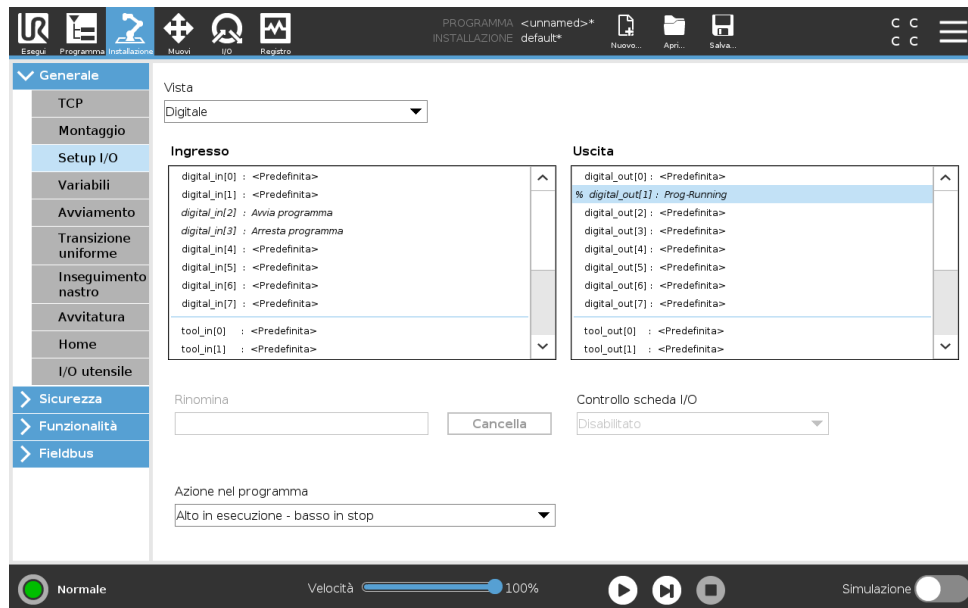 PROGRAMMA <unnamed>*
INSTALLAZIONE default*
UR
Esegui
Programma
Installazione
Muovi
I/O
Registro
Nuovo...
Apri...
Salva...
C C
C C
Generale
TCP
Montaggio
Setup I/O
Variabili
Avviamento
Transizione
uniforme
Inseguimento
nastro
Avvitatura
Home
I/O utensile
Sicurezza
Funzionalità
Fieldbus
Vista
Digitale
Ingresso
digital_in[0] : <Predefinita>
digital_in[1] : <Predefinita>
digital_in[2] : Avvia programma
digital_in[3] : Arresta programma
digital_in[4] : <Predefinita>
digital_in[5] : <Predefinita>
digital_in[6] : <Predefinita>
digital_in[7] : <Predefinita>
tool_in[0] : <Predefinita>
tool_in[1] : <Predefinita>
Uscita
digital_out[0] : <Predefinita>
% digital_out[1] : Prog-Running
digital_out[2] : <Predefinita>
digital_out[3] : <Predefinita>
digital_out[4] : <Predefinita>
digital_out[5] : <Predefinita>
digital_out[6] : <Predefinita>
digital_out[7] : <Predefinita>
tool_out[0] : <Predefinita>
tool_out[1] : <Predefinita>
Rinomina
Cancella
Controllo scheda I/O
Disabilitato
Azione nel programma
Alto in esecuzione - basso in stop
Normale
Velocità
100%
Simulazione